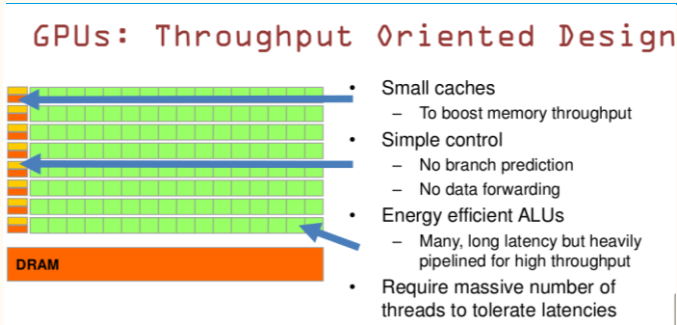 GPUs: Throughput Oriented Design
• Small caches
– To boost memory throughput
• Simple control
– No branch prediction
– No data forwarding
• Energy efficient ALUs
– Many, long latency but heavily
pipelined for high throughput
• Require massive number of
threads to tolerate latencies
DRAM